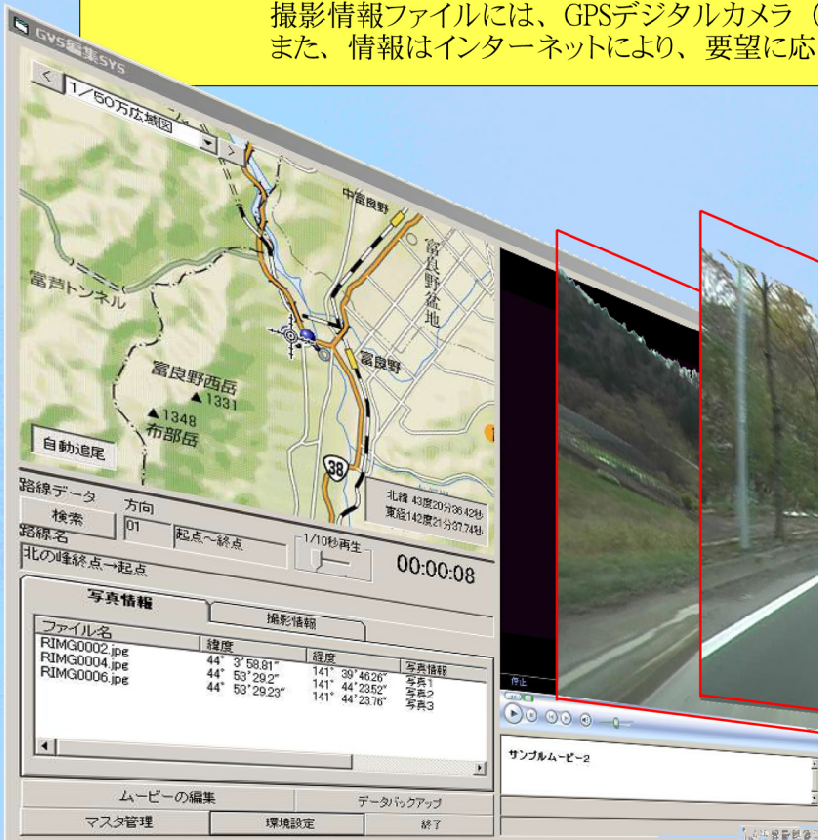 撮影情報ファイルには、GPSデジタルカメラ（
また、情報はインターネットにより、要望に応
GVS編集SYS
<
1／50万広域図
>
中富良野
富良野盆地
富芦トンネル
富良野
富良野西岳
▲1331
▲1348
布部岳
38
自動追尾
北緯 43度20分36.42秒
東経142度21分37.74秒
路線データ
方向
検索
01
起点～終点
1/10秒再生
00:00:08
路線名
北の峰終点→起点
写真情報
撮影情報
ファイル名 緯度 経度 写真情報
RIMG0002.jpg 44° 3'58.81" 141° 39'46.26" 写真1
RIMG0004.jpg 44° 53'29.2" 141° 44'23.52" 写真2
RIMG0006.jpg 44° 53'29.23" 141° 44'23.76" 写真3
停止
サンプルムービー2
ムービーの編集
データバックアップ
マスタ管理
環境設定
終了